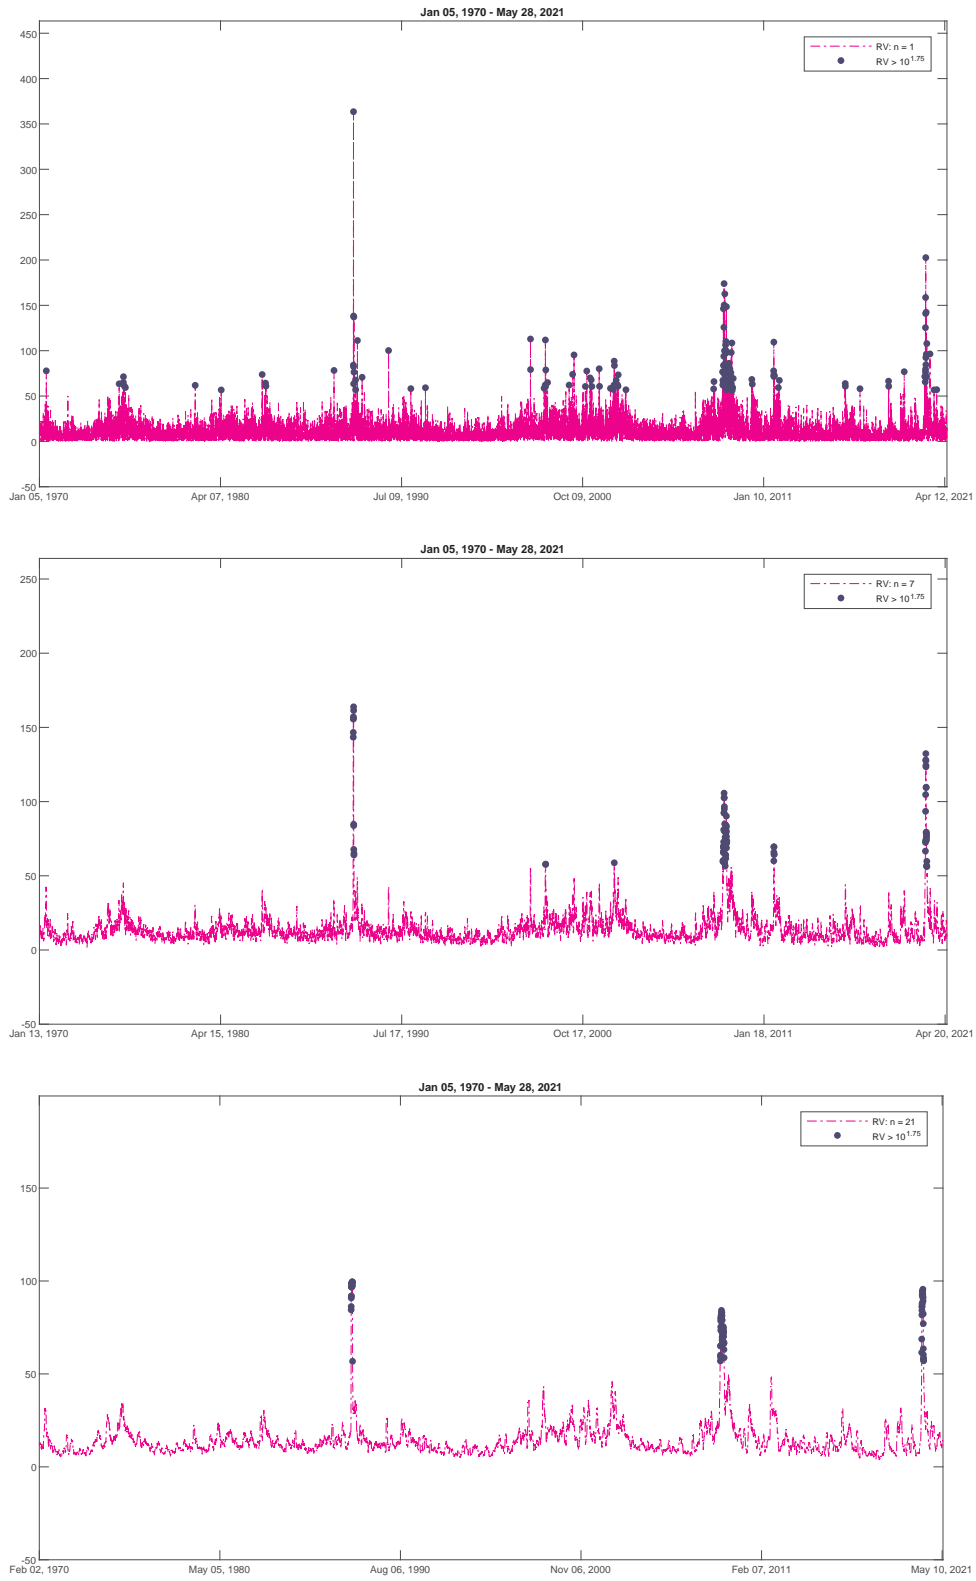 Jan 05, 1970 - May 28, 2021
450
400
350
300
250
200
150
100
50
0
-50
RV: n = 1
RV > 10^1.75
Jan 05, 1970 Apr 07, 1980 Jul 09, 1990 Oct 09, 2000 Jan 10, 2011 Apr 12, 2021
Jan 05, 1970 - May 28, 2021
250
200
150
100
50
0
-50
RV: n = 7
RV > 10^1.75
Jan 13, 1970 Apr 15, 1980 Jul 17, 1990 Oct 17, 2000 Jan 18, 2011 Apr 20, 2021
Jan 05, 1970 - May 28, 2021
150
100
50
0
-50
RV: n = 21
RV > 10^1.75
Feb 02, 1970 May 05, 1980 Aug 06, 1990 Nov 06, 2000 Feb 07, 2011 May 10, 2021